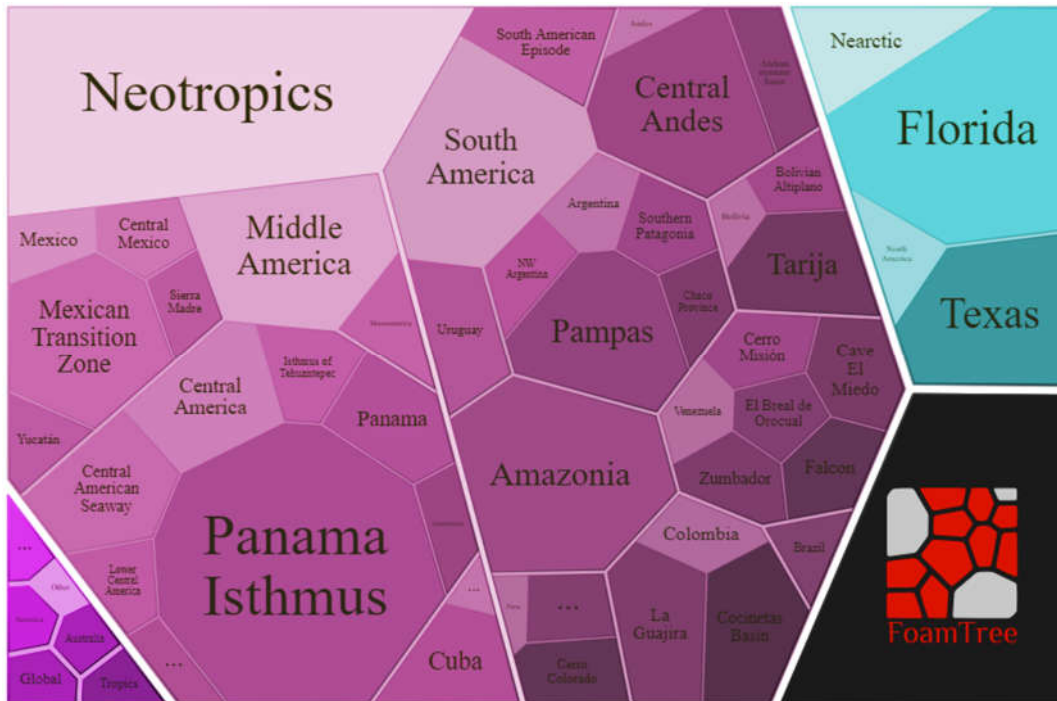 Neotropics
South American
Episode
Central
Andes
Nearctic
Florida
South
America
Mexico
Central
Mexico
Middle
America
Argentina
Southern
Patagonia
Bolivian
Altiplano
Bolivia
North
America
Mexican
Transition
Zone
Sierra
Madre
NW
Argentina
Tarija
Texas
Mesoamerica
Uruguay
Pampas
Chaco
Province
Isthmus of
Tehuantepec
Central
America
Panama
Cerro
Misión
Cave
El
Miedo
Yucatán
Venezuela
El Breal de
Orocual
Central
American
Seaway
Amazonia
Zumbador
Falcon
Panama
Isthmus
Colombia
Brazil
...
Other
Lower
Central
America
...
...
La
Guajira
Cocinetas
Basin
Australia
Global
Tropics
...
Cuba
Peru
Cerro
Colorado
FoamTree